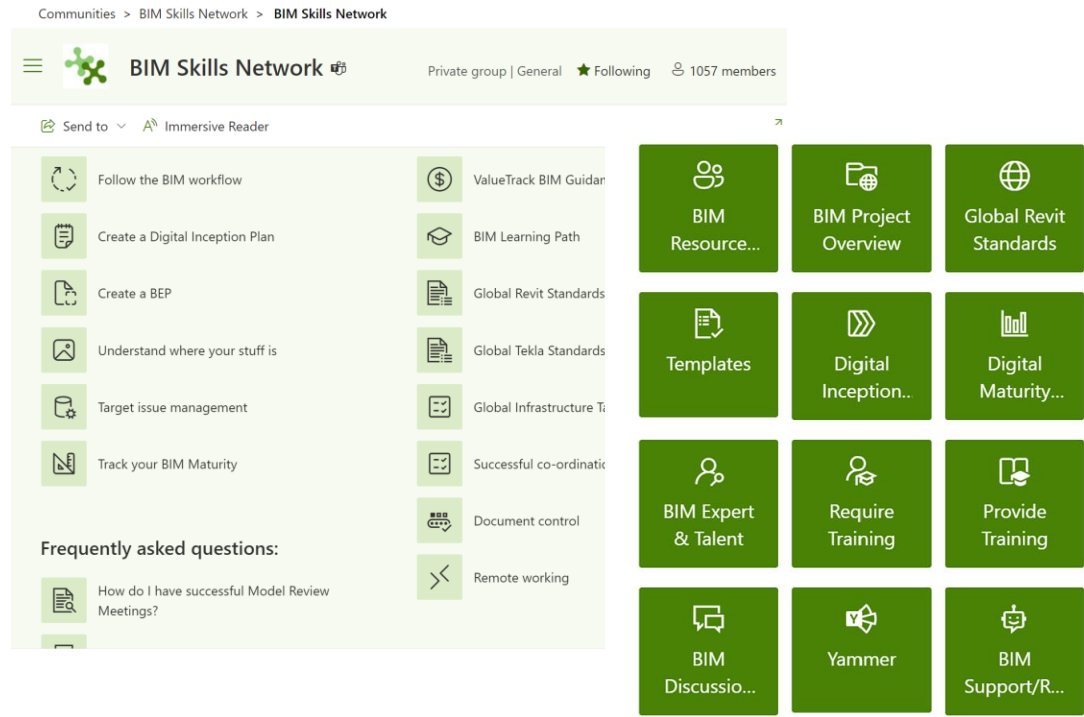 Communities > BIM Skills Network > BIM Skills Network
BIM Skills Network
Private group | General
Following
1057 members
Send to
Immersive Reader
Follow the BIM workflow
Create a Digital Inception Plan
Create a BEP
Understand where your stuff is
Target issue management
Track your BIM Maturity
Frequently asked questions:
How do I have successful Model Review
Meetings?
ValueTrack BIM Guidan
BIM Learning Path
Global Revit Standards
Global Tekla Standards
Global Infrastructure Ta
Successful co-ordinatio
Document control
Remote working
BIM
Resource...
BIM Project
Overview
Global Revit
Standards
Templates
Digital
Inception...
Digital
Maturity...
BIM Expert
& Talent
Require
Training
Provide
Training
BIM
Discussio...
Yammer
BIM
Support/R...